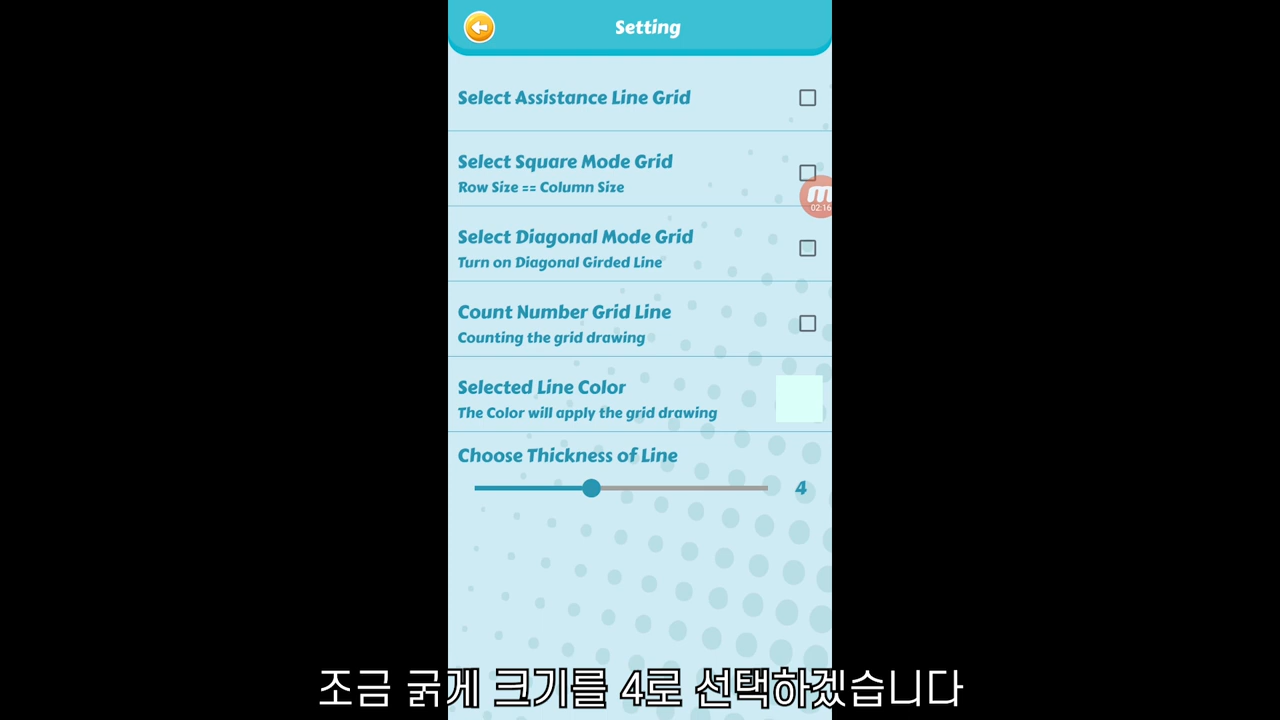 Setting
Select Assistance Line Grid
Select Square Mode Grid
Row Size == Column Size
02:16
Select Diagonal Mode Grid
Turn on Diagonal Girded Line
Count Number Grid Line
Counting the grid drawing
Selected Line Color
The Color will apply the grid drawing
Choose Thickness of Line
4
조금 굵게 크기를 4로 선택하겠습니다